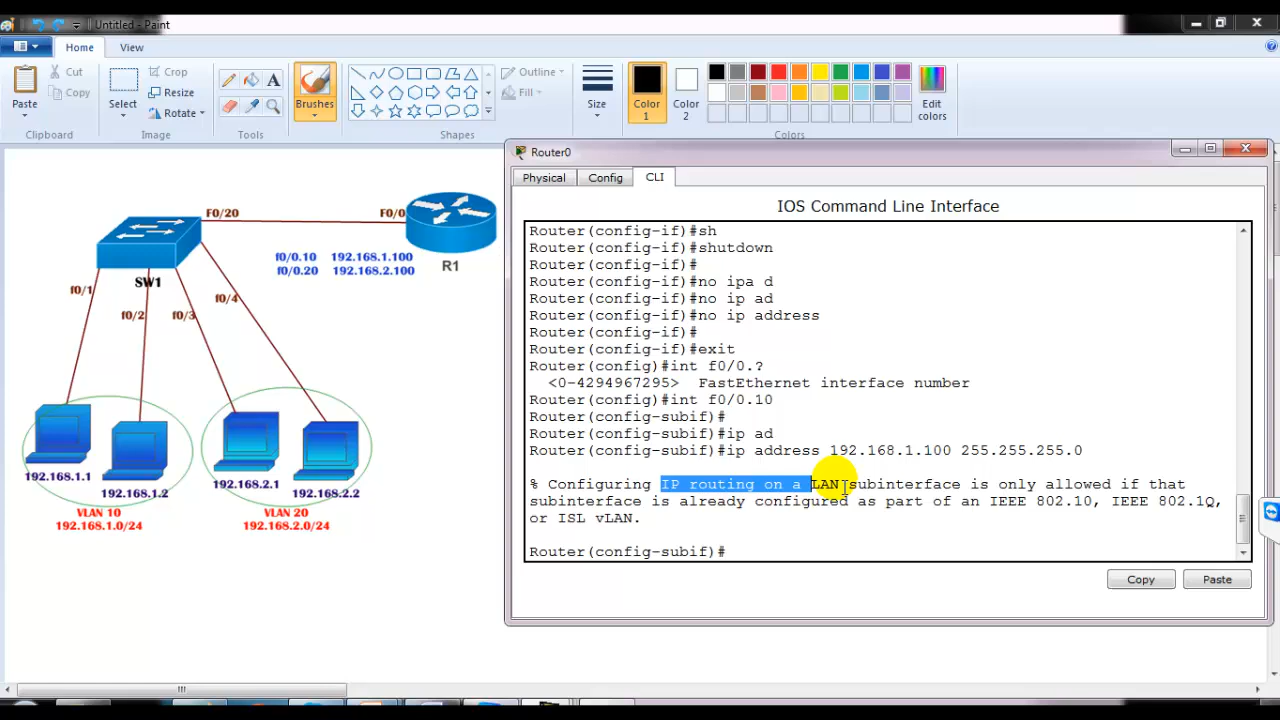 Untitled - Paint
Home
View
Paste
Cut
Copy
Clipboard
Select
Crop
Resize
Rotate
Image
A
Tools
Brushes
Outline
Fill
Shapes
Size
Color
1
Color
2
Edit
colors
Colors
F0/20
F0/0
f0/0.10 192.168.1.100
f0/0.20 192.168.2.100
R1
SW1
f0/1
f0/2
f0/3
f0/4
192.168.1.1
192.168.1.2
192.168.2.1
192.168.2.2
VLAN 10
192.168.1.0/24
VLAN 20
192.168.2.0/24
Router0
Physical
Config
CLI
IOS Command Line Interface
Router(config-if)#sh
Router(config-if)#shutdown
Router(config-if)#
Router(config-if)#no ipa d
Router(config-if)#no ip ad
Router(config-if)#no ip address
Router(config-if)#
Router(config-if)#exit
Router(config)#int f0/0.?
<0-4294967295> FastEthernet interface number
Router(config)#int f0/0.10
Router(config-subif)#
Router(config-subif)#ip ad
Router(config-subif)#ip address 192.168.1.100 255.255.255.0
% Configuring IP routing on a LAN subinterface is only allowed if that
subinterface is already configured as part of an IEEE 802.10, IEEE 802.1Q,
or ISL vLAN.
Router(config-subif)#
Copy
Paste